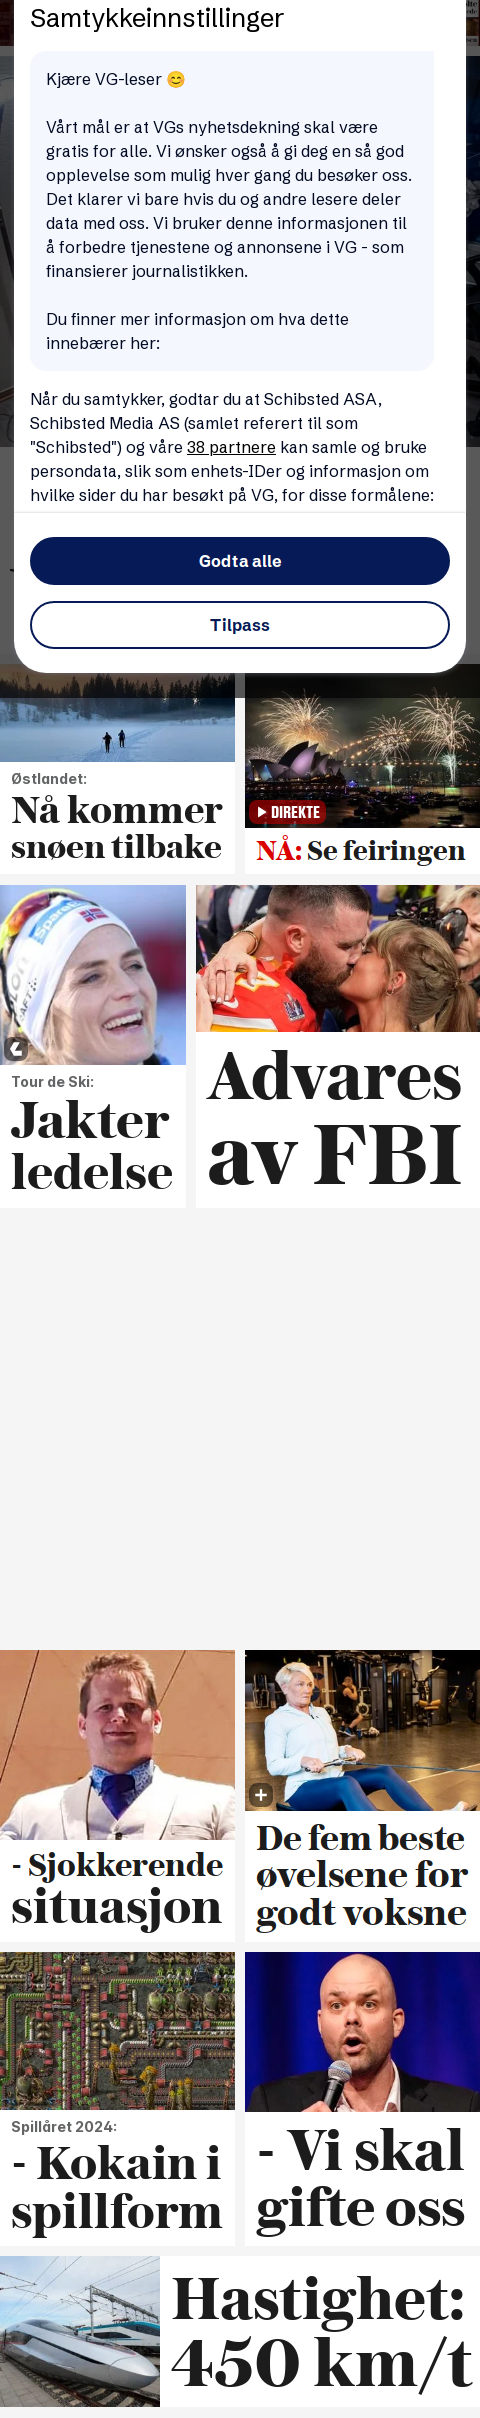 Samtykkeinnstillinger
Kjære VG-leser 😊
Vårt mål er at VGs nyhetsdekning skal være
gratis for alle. Vi ønsker også å gi deg en så god
opplevelse som mulig hver gang du besøker oss.
Det klarer vi bare hvis du og andre lesere deler
data med oss. Vi bruker denne informasjonen til
å forbedre tjenestene og annonsene i VG - som
finansierer journalistikken.
Du finner mer informasjon om hva dette
innebærer her:
Når du samtykker, godtar du at Schibsted ASA,
Schibsted Media AS (samlet referert til som
"Schibsted") og våre 38 partnere kan samle og bruke
persondata, slik som enhets-IDer og informasjon om
hvilke sider du har besøkt på VG, for disse formålene:
Godta alle
Tilpass
Østlandet:
Nå kommer
snøen tilbake
DIREKTE
NÅ: Se feiringen
Tour de Ski:
Jakter
ledelse
Advares
av FBI
- Sjokkerende
situasjon
De fem beste
øvelsene for
godt voksne
Spillåret 2024:
- Kokain i
spillform
- Vi skal
gifte oss
Hastighet:
450 km/t